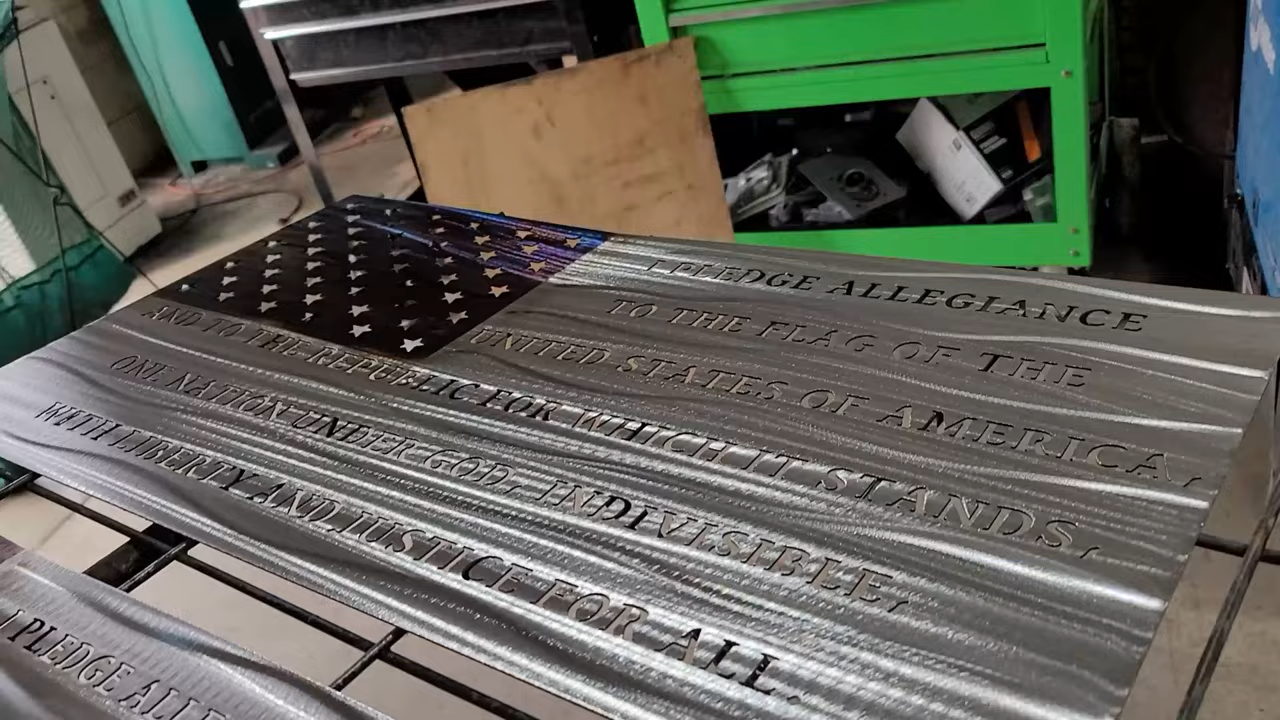 I PLEDGE ALLEGIANCE
TO THE FLAG OF THE
UNITED STATES OF AMERICA,
AND TO THE REPUBLIC FOR WHICH IT STANDS,
ONE NATION UNDER GOD, INDIVISIBLE,
WITH LIBERTY AND JUSTICE FOR ALL.
I PLEDGE ALLE